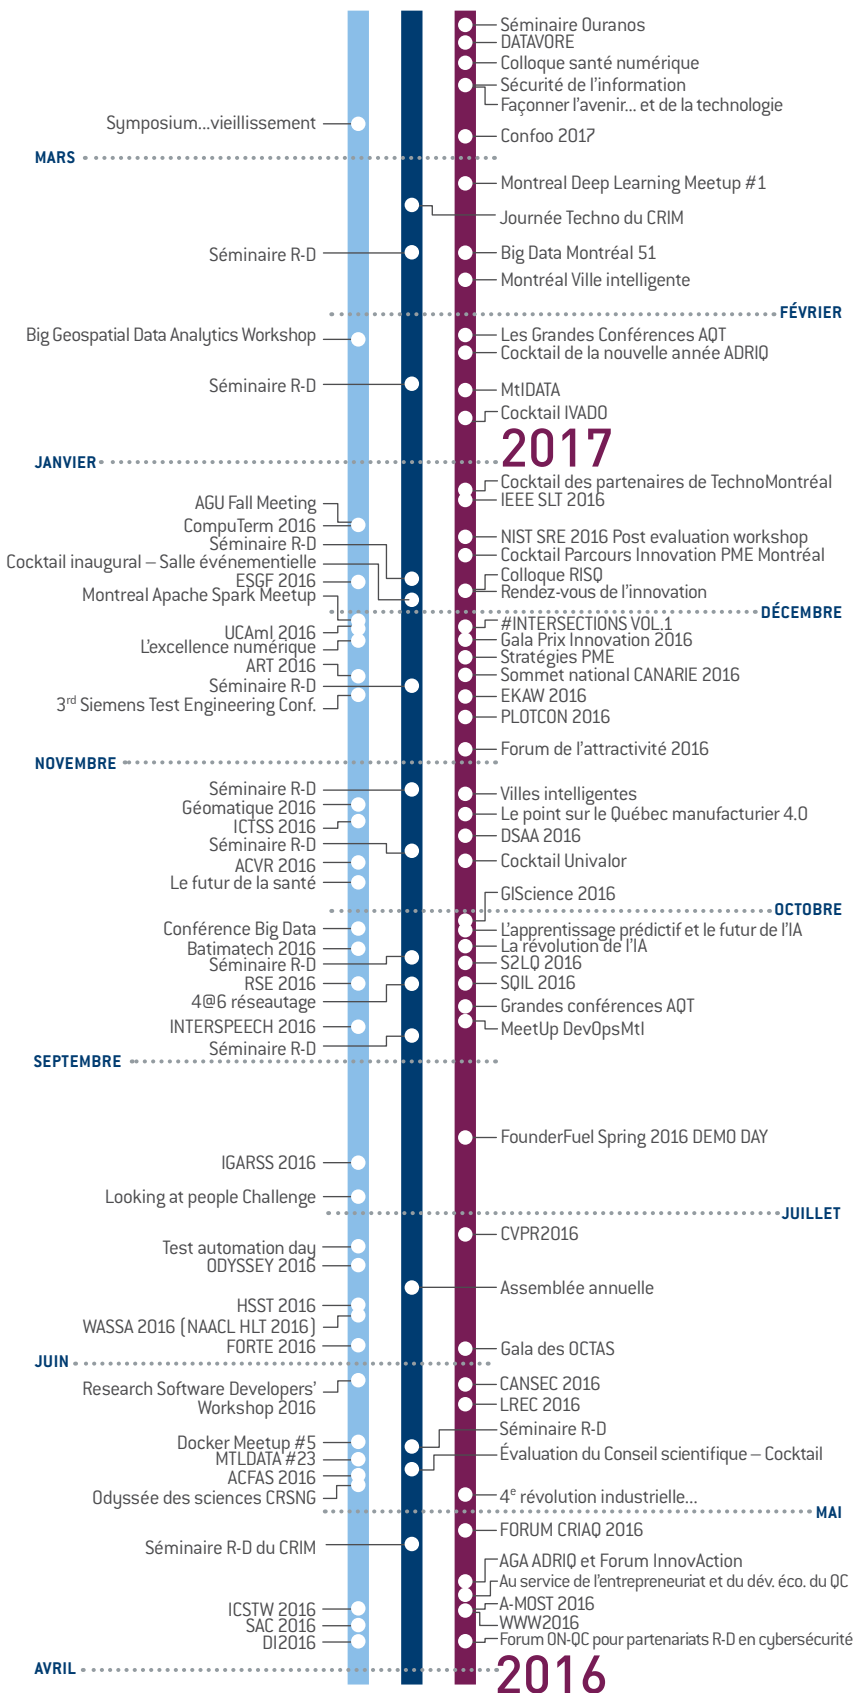 Séminaire Ouranos
DATAVORE
Colloque santé numérique
Sécurité de l'information
Façonner l'avenir... et de la technologie
Symposium...vieillissement
Confoo 2017
MARS
Montreal Deep Learning Meetup #1
Journée Techno du CRIM
Séminaire R-D
Big Data Montréal 51
Montréal Ville intelligente
FÉVRIER
Big Geospatial Data Analytics Workshop
Les Grandes Conférences AQT
Cocktail de la nouvelle année ADRIQ
Séminaire R-D
MtlDATA
Cocktail IVADO
2017
JANVIER
Cocktail des partenaires de TechnoMontréal
IEEE SLT 2016
AGU Fall Meeting
CompuTerm 2016
NIST SRE 2016 Post evaluation workshop
Séminaire R-D
Cocktail Parcours Innovation PME Montréal
Cocktail inaugural – Salle événementielle
Colloque RISQ
ESGF 2016
Rendez-vous de l'innovation
Montreal Apache Spark Meetup
DÉCEMBRE
#INTERSECTIONS VOL.1
UCAmI 2016
Gala Prix Innovation 2016
L'excellence numérique
Stratégies PME
ART 2016
Sommet national CANARIE 2016
Séminaire R-D
EKAW 2016
3rd Siemens Test Engineering Conf.
PLOTCON 2016
Forum de l'attractivité 2016
NOVEMBRE
Séminaire R-D
Villes intelligentes
Géomatique 2016
Le point sur le Québec manufacturier 4.0
ICTSS 2016
DSAA 2016
Séminaire R-D
Cocktail Univalor
ACVR 2016
Le futur de la santé
GIScience 2016
OCTOBRE
Conférence Big Data
L'apprentissage prédictif et le futur de l'IA
Batimatech 2016
La révolution de l'IA
Séminaire R-D
S2LQ 2016
RSE 2016
SQIL 2016
4@6 réseautage
Grandes conférences AQT
INTERSPEECH 2016
MeetUp DevOpsMtl
Séminaire R-D
SEPTEMBRE
FounderFuel Spring 2016 DEMO DAY
IGARSS 2016
Looking at people Challenge
JUILLET
CVPR2016
Test automation day
ODYSSEY 2016
Assemblée annuelle
HSST 2016
WASSA 2016 (NAACL HLT 2016)
FORTE 2016
Gala des OCTAS
JUIN
Research Software Developers'
Workshop 2016
CANSEC 2016
LREC 2016
Séminaire R-D
Docker Meetup #5
Évaluation du Conseil scientifique – Cocktail
MTLDATA #23
ACFAS 2016
Odyssée des sciences CRSNG
4e révolution industrielle...
MAI
FORUM CRIAQ 2016
Séminaire R-D du CRIM
AGA ADRIQ et Forum InnovAction
Au service de l'entrepreneuriat et du dév. éco. du QC
A-MOST 2016
ICSTW 2016
WWW2016
SAC 2016
Forum ON-QC pour partenariats R-D en cybersécurité
DI2016
AVRIL
2016